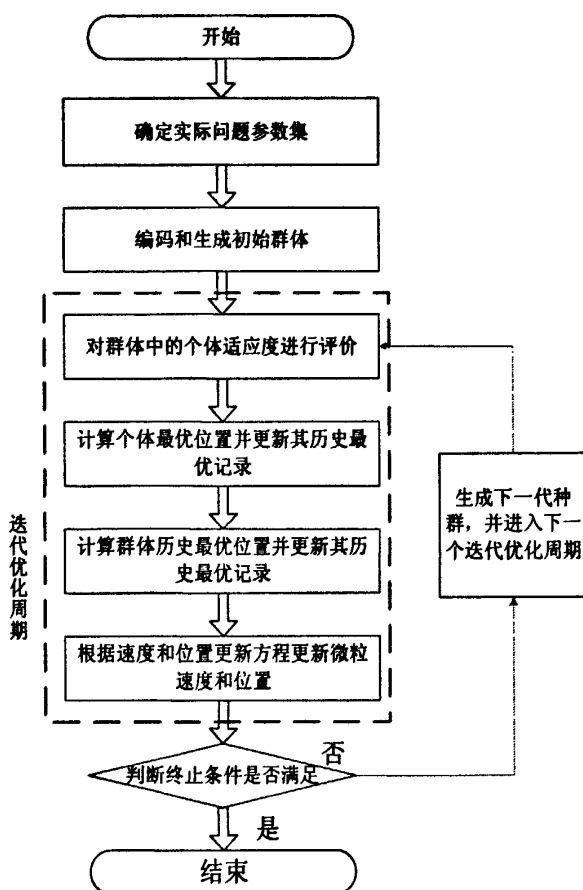 开始
确定实际问题参数集
编码和生成初始群体
对群体中的个体适应度进行评价
计算个体最优位置并更新其历史最
优记录
计算群体历史最优位置并更新其历
史最优记录
根据速度和位置更新方程更新微粒
速度和位置
迭代优化周期
生成下一代种
群，并进入下一
个迭代优化周期
判断终止条件是否满足
否
是
结束